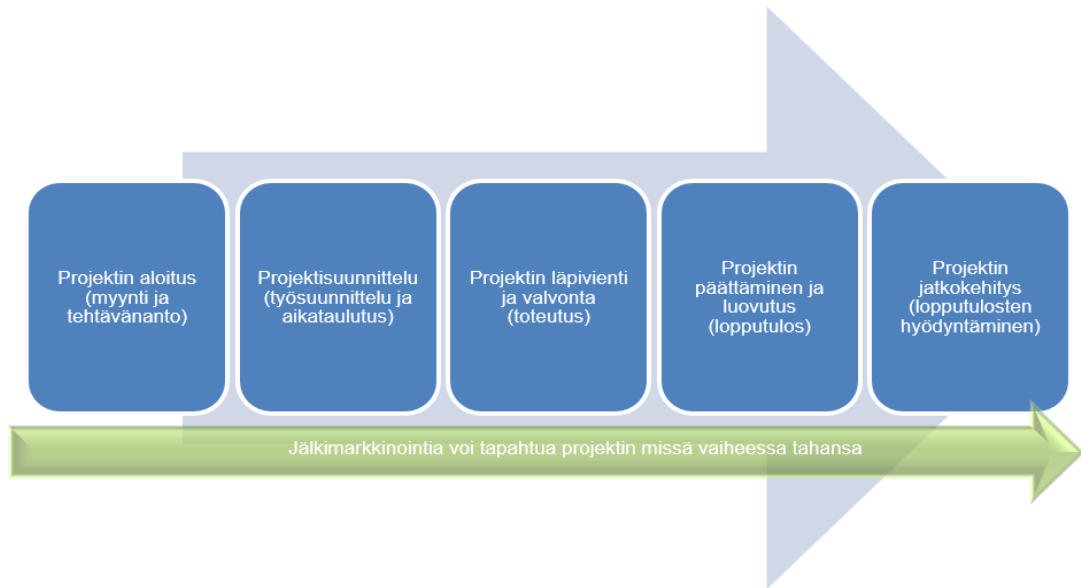 Projektin aloitus
(myynti ja
tehtävänanto)
Projektisuunnittelu
(työsuunnittelu ja
aikataulutus)
Projektin läpivienti
ja valvonta
(toteutus)
Projektin
päättäminen ja
luovutus
(lopputulos)
Projektin
jatkokehitys
(lopputulosten
hyödyntäminen)
Jälkimarkkinointia voi tapahtua projektin missä vaiheessa tahansa